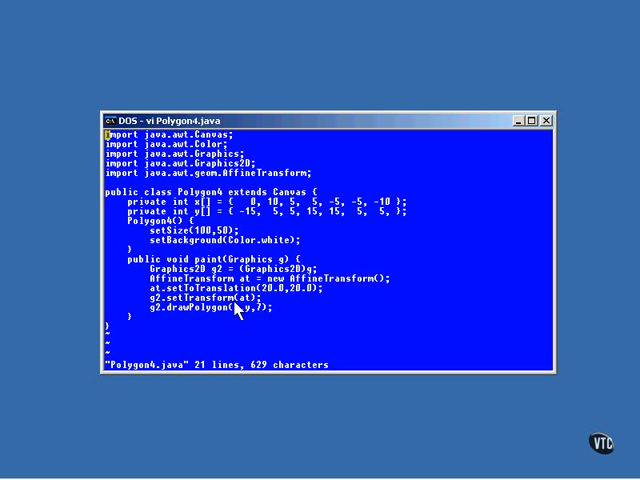 DOS - vi Polygon4.java
import java.awt.Canvas;
import java.awt.Color;
import java.awt.Graphics;
import java.awt.Graphics2D;
import java.awt.geom.AffineTransform;
public class Polygon4 extends Canvas {
private int x[] = { 0, 10, 5, 5, -5, -5, -10 };
private int y[] = { -15, 5, 5, 15, 15, 5, 5, };
Polygon4() {
setSize(100,50);
setBackground(Color.white);
}
public void paint(Graphics g) {
Graphics2D g2 = (Graphics2D)g;
AffineTransform at = new AffineTransform();
at.setToTranslation(20.0,20.0);
g2.setTransform(at);
g2.drawPolygon( y,7);
}
}
~
~
~
"Polygon4.java" 21 lines, 629 characters
VTC